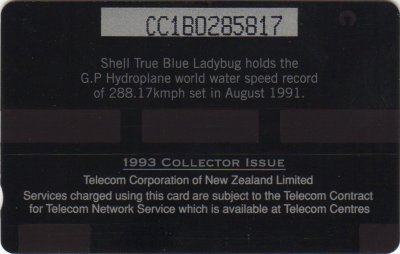 CC1B0285817
Shell True Blue Ladybug holds the
G.P Hydroplane world water speed record
of 288.17kmph set in August 1991.
1993 COLLECTOR ISSUE
Telecom Corporation of New Zealand Limited
Services charged using this card are subject to the Telecom Contract
for Telecom Network Service which is available at Telecom Centres